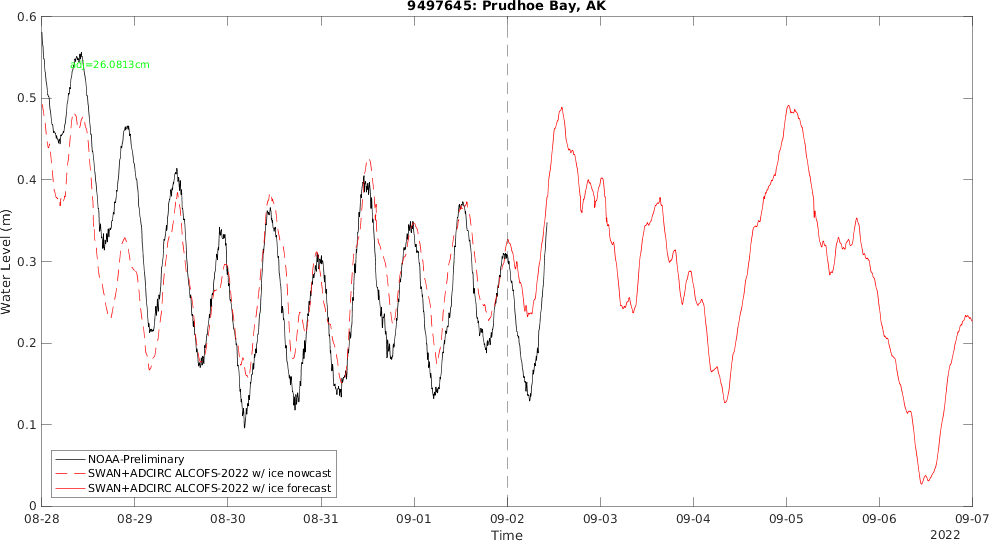 9497645: Prudhoe Bay, AK
0.6
0.5
0.4
0.3
0.2
0.1
0
Water Level (m)
adj=26.0813cm
NOAA-Preliminary
SWAN+ADCIRC ALCOFS-2022 w/ ice nowcast
SWAN+ADCIRC ALCOFS-2022 w/ ice forecast
08-28 08-29 08-30 08-31 09-01 09-02 09-03 09-04 09-05 09-06 09-07
Time
2022